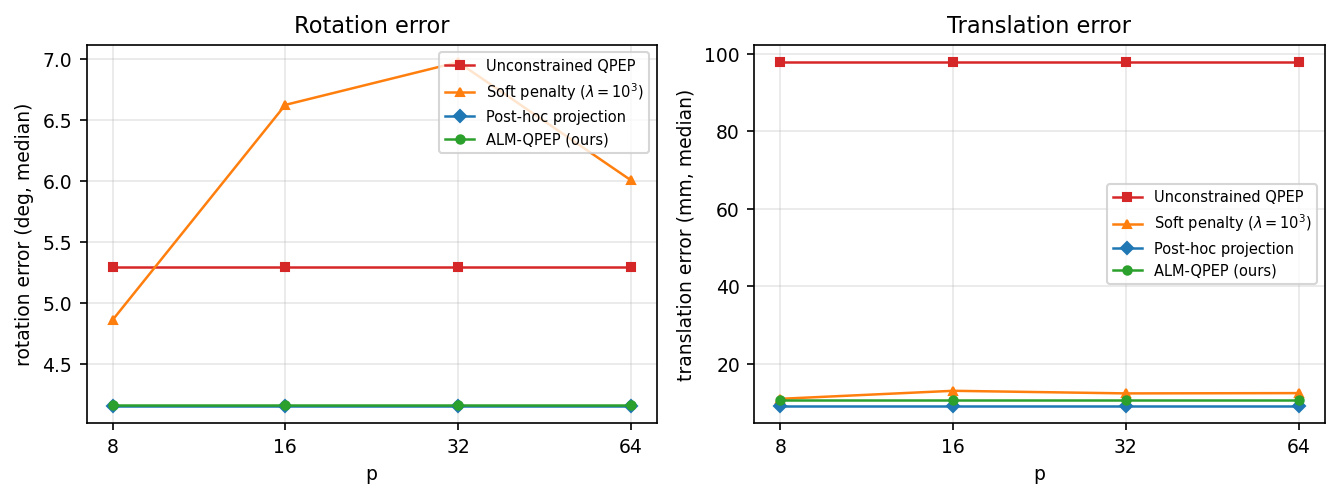 Rotation error
rotation error (deg, median)
7.0
6.5
6.0
5.5
5.0
4.5
8
16
32
64
p
Unconstrained QPEP
Soft penalty (λ = 10³)
Post-hoc projection
ALM-QPEP (ours)
Translation error
translation error (mm, median)
100
80
60
40
20
8
16
32
64
p
Unconstrained QPEP
Soft penalty (λ = 10³)
Post-hoc projection
ALM-QPEP (ours)